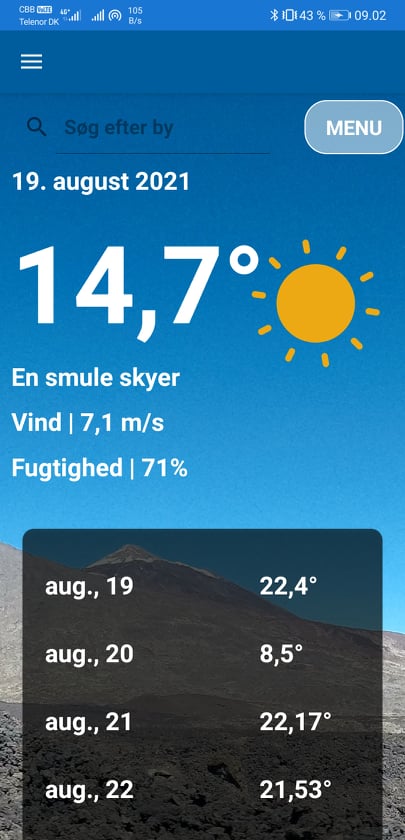 CBB VoLTE 4G+ 105 43 % 09.02
Telenor DK B/s
Søg efter by
MENU
19. august 2021
14,7°
En smule skyer
Vind | 7,1 m/s
Fugtighed | 71%
aug., 19 22,4°
aug., 20 8,5°
aug., 21 22,17°
aug., 22 21,53°